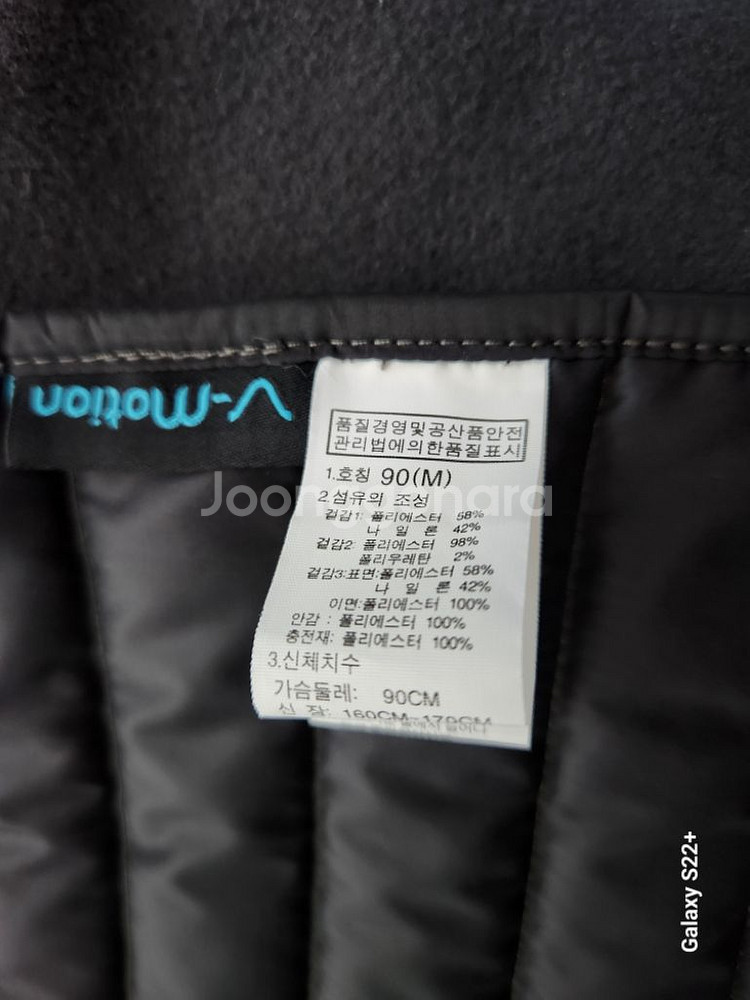 V-Motion
품질경영및공산품안전
관리법에의한품질표시
1.호칭 90(M)
2.섬유의 조성
겉감1: 폴리에스터 58%
나 일 론 42%
겉감2: 폴리에스터 98%
폴리우레탄 2%
겉감3:표면:폴리에스터 58%
나 일 론 42%
이면:폴리에스터 100%
안감 : 폴리에스터 100%
충전재: 폴리에스터 100%
3.신체치수
가슴둘레: 90CM
신 장: 160CM~170CM
Joonggonara
Galaxy S22+